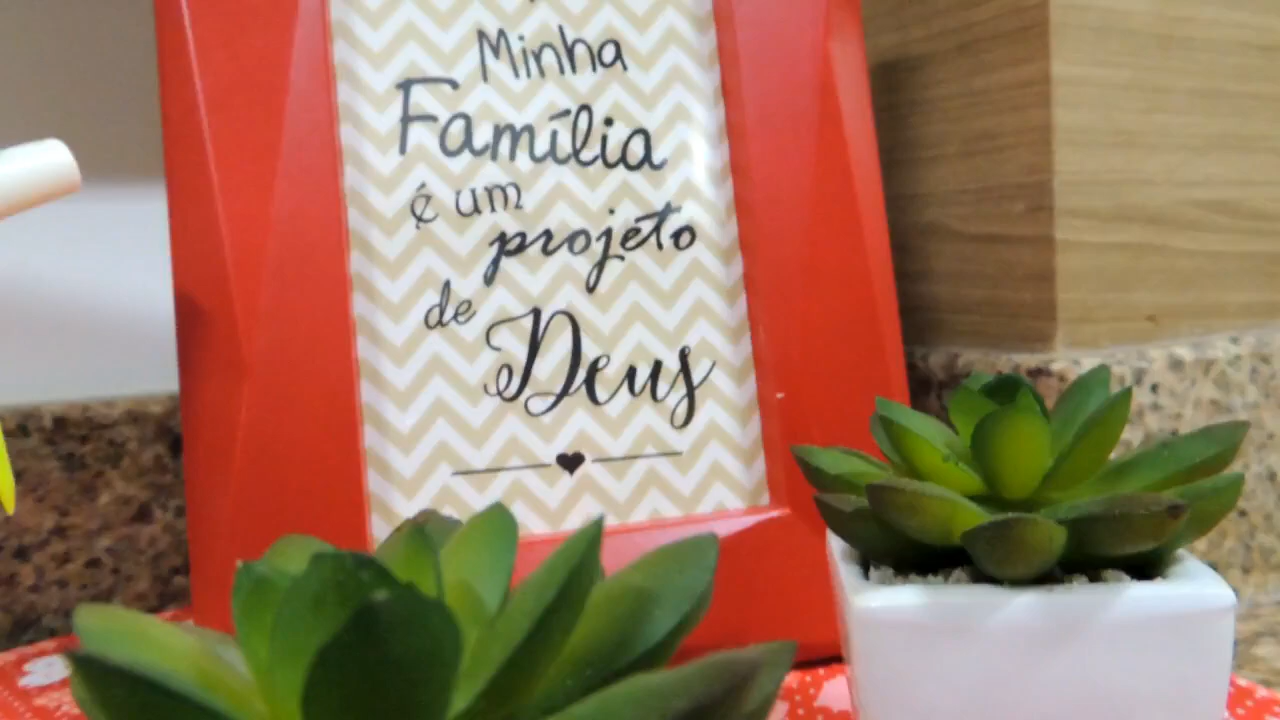 Minha
Família
é um
projeto
de
Deus